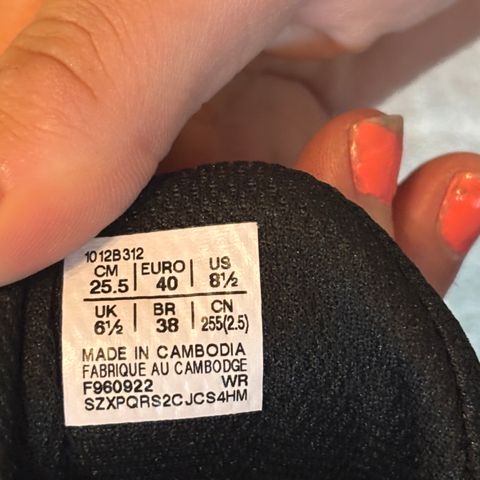 1012B312
CM EURO US
25.5 40 8½
UK BR CN
6½ 38 255(2.5)
MADE IN CAMBODIA
FABRIQUE AU CAMBODGE
F960922 WR
SZXPQRS2CJCS4HM